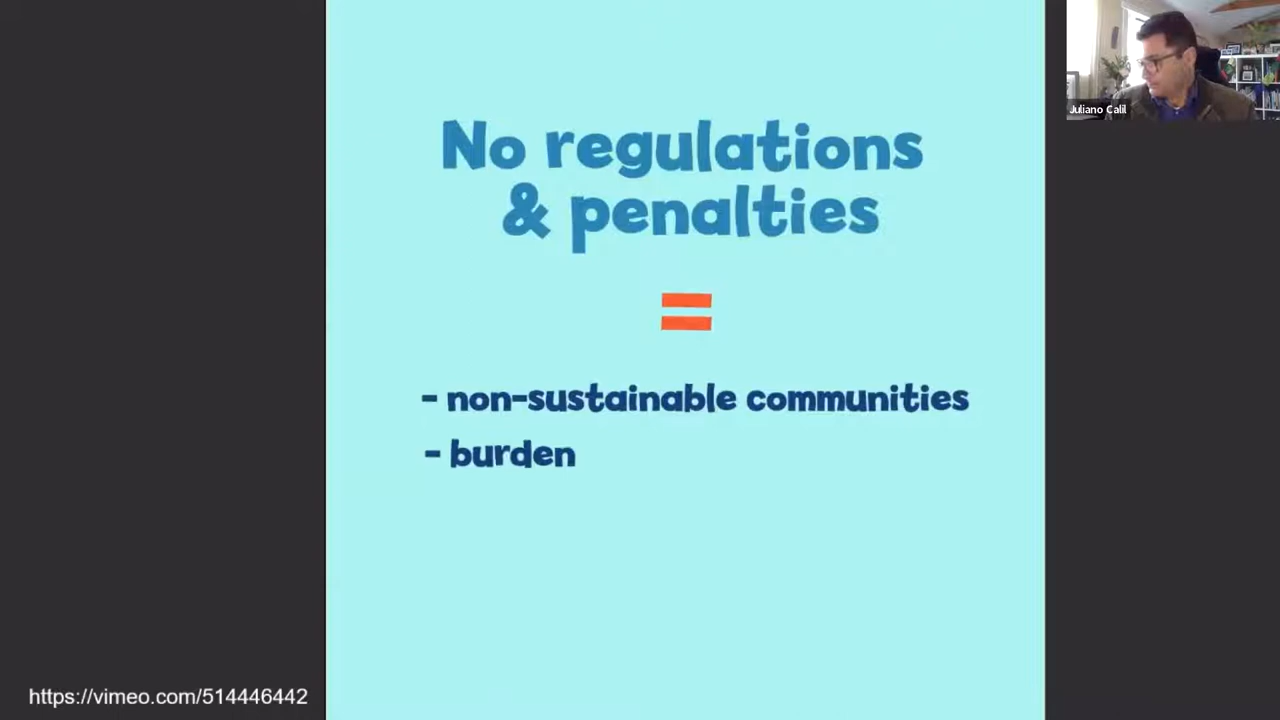 Juliano Calil
No regulations
& penalties
=
- non-sustainable communities
- burden
https://vimeo.com/514446442